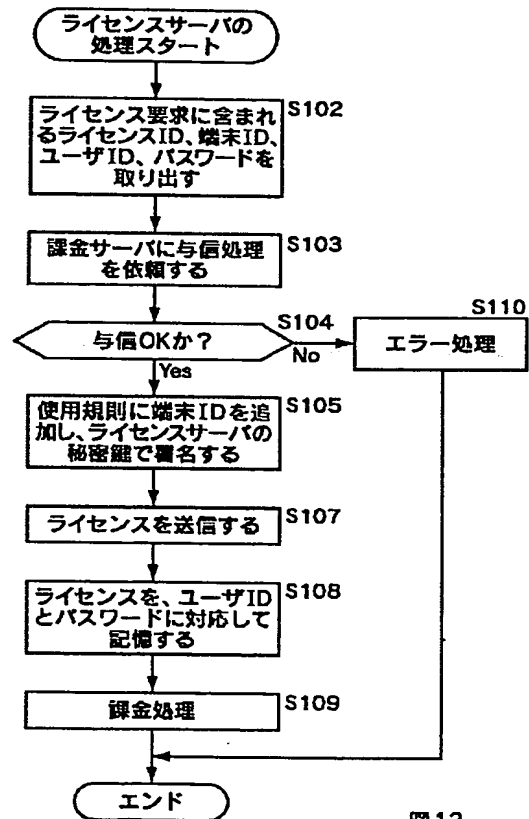 ライセンスサーバの
処理スタート
S102
ライセンス要求に含まれ
るライセンスID、端末ID、
ユーザID、パスワードを
取り出す
S103
課金サーバに与信処理
を依頼する
S104
与信OKか？
No
Yes
S110
エラー処理
S105
使用規則に端末IDを追
加し、ライセンスサーバの
秘密鍵で署名する
S107
ライセンスを送信する
S108
ライセンスを、ユーザID
とパスワードに対応して
記憶する
S109
課金処理
エンド